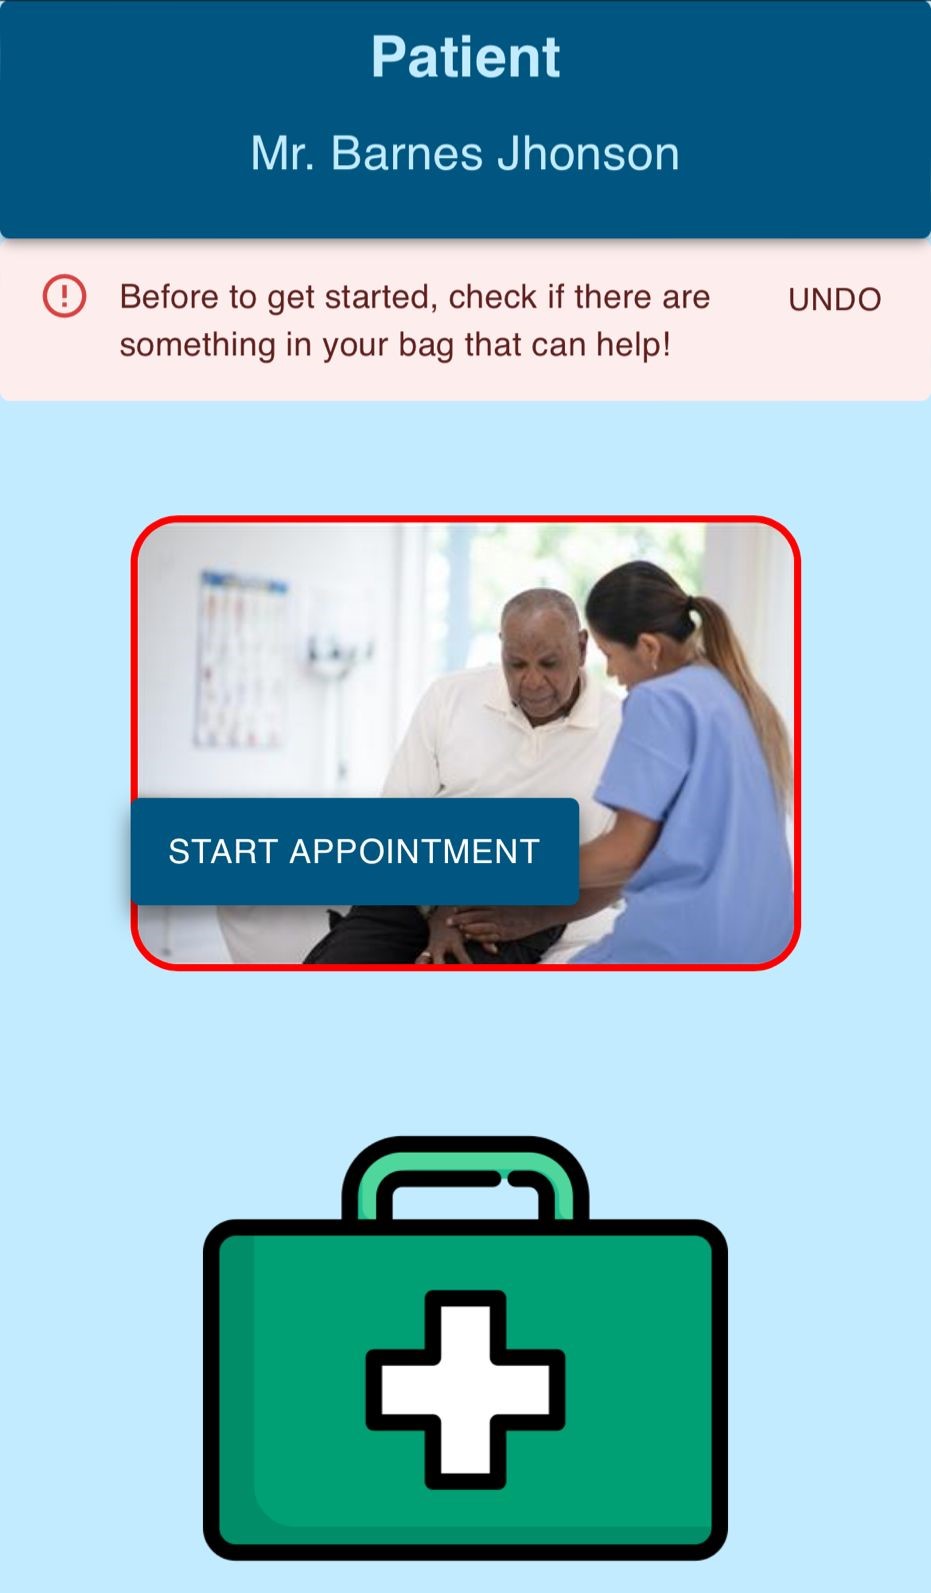 Patient
Mr. Barnes Jhonson
Before to get started, check if there are
UNDO
something in your bag that can help!
START APPOINTMENT